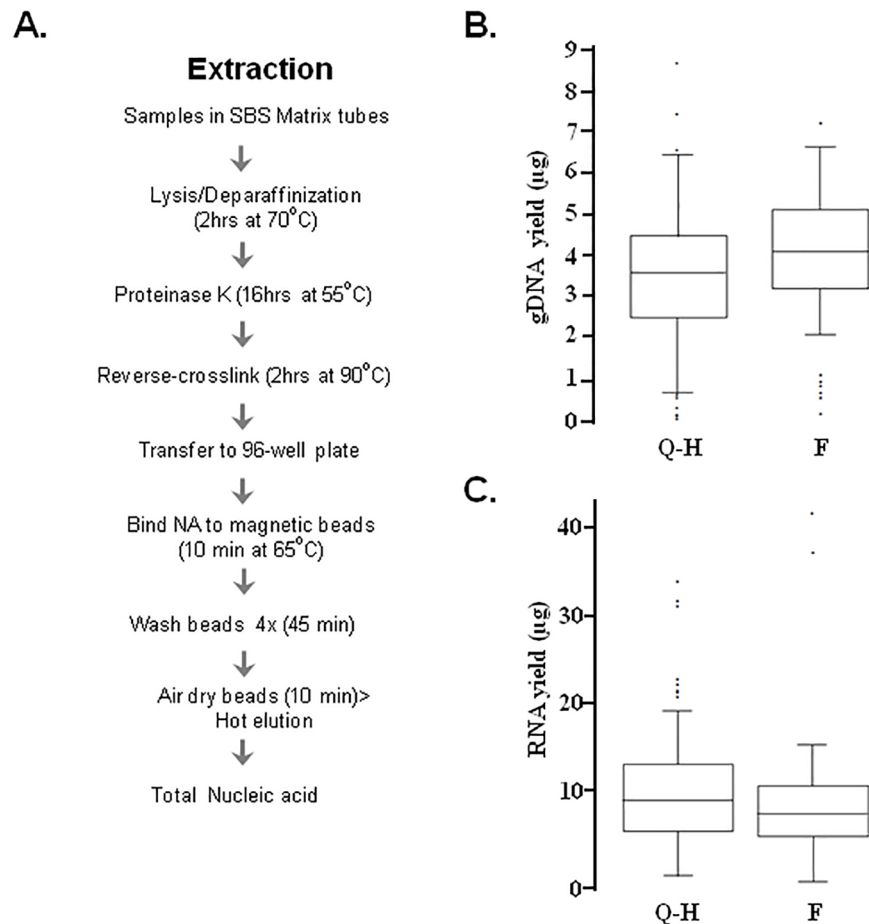 A.
Extraction
Samples in SBS Matrix tubes
Lysis/Deparaffinization
(2hrs at 70°C)
Proteinase K (16hrs at 55°C)
Reverse-crosslink (2hrs at 90°C)
Transfer to 96-well plate
Bind NA to magnetic beads
(10 min at 65°C)
Wash beads 4x (45 min)
Air dry beads (10 min)>
Hot elution
Total Nucleic acid
B.
gDNA yield (µg)
9
8
7
6
5
4
3
2
1
0
Q-H F
C.
RNA yield (µg)
40
30
20
10
0
Q-H F